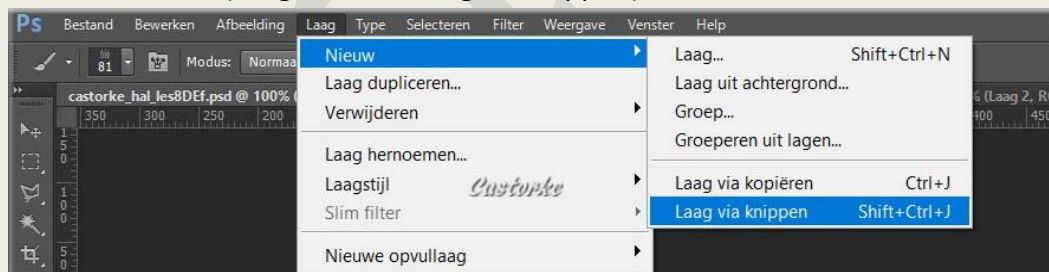 Ps Bestand Bewerken Afbeelding Laag Type Selecteren Filter Weergave Venster Help
81 Modus: Normaa
castorke_hal_les8DEf.psd @ 100% (
(Laag 2, R
350 300 250 200
400 450
Nieuw
Laag dupliceren...
Verwijderen
Laag hernoemen...
Laagstijl
Slim filter
Nieuwe opvullaag
Laag... Shift+Ctrl+N
Laag uit achtergrond...
Groep...
Groeperen uit lagen...
Laag via kopiëren Ctrl+J
Laag via knippen Shift+Ctrl+J
Castorke